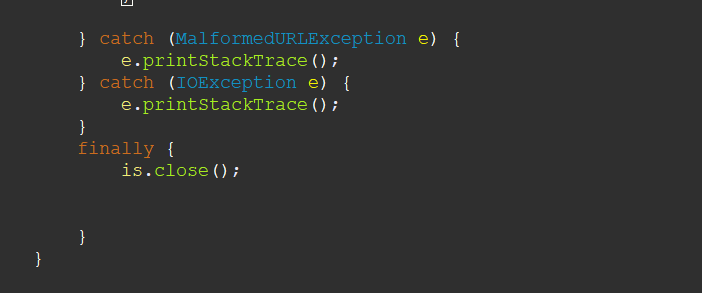 }
} catch (MalformedURLException e) {
e.printStackTrace();
} catch (IOException e) {
e.printStackTrace();
}
finally {
is.close();
}
}